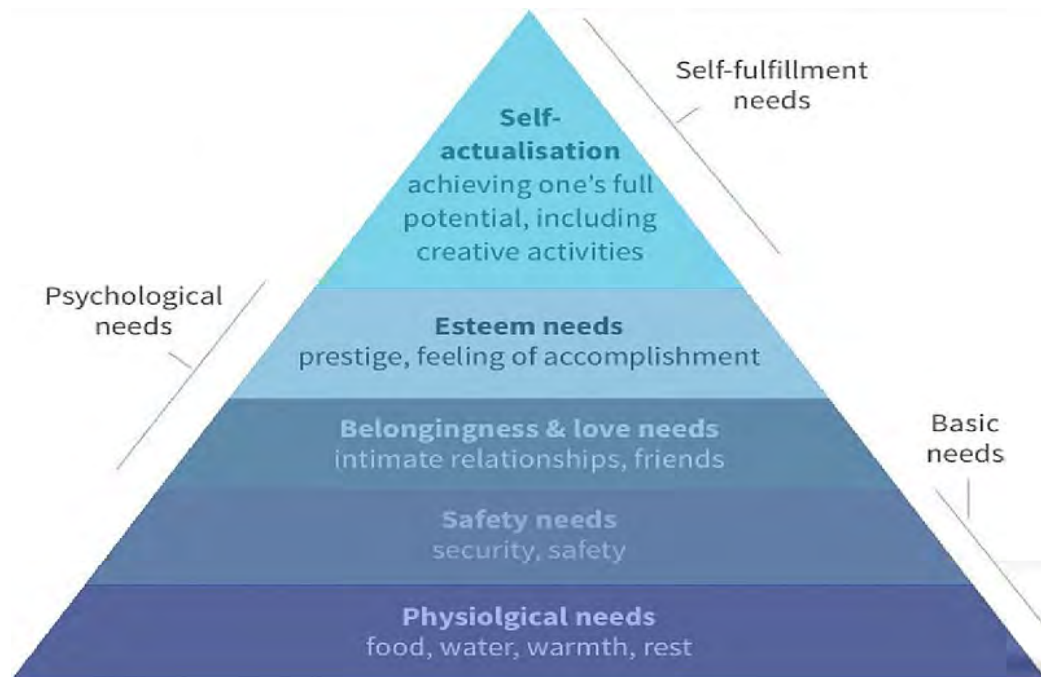 Self-fulfillment
needs
Self-
actualisation
achieving one's full
potential, including
creative activities
Psychological
needs
Esteem needs
prestige, feeling of accomplishment
Belongingness & love needs
intimate relationships, friends
Basic
needs
Safety needs
security, safety
Physiolgical needs
food, water, warmth, rest